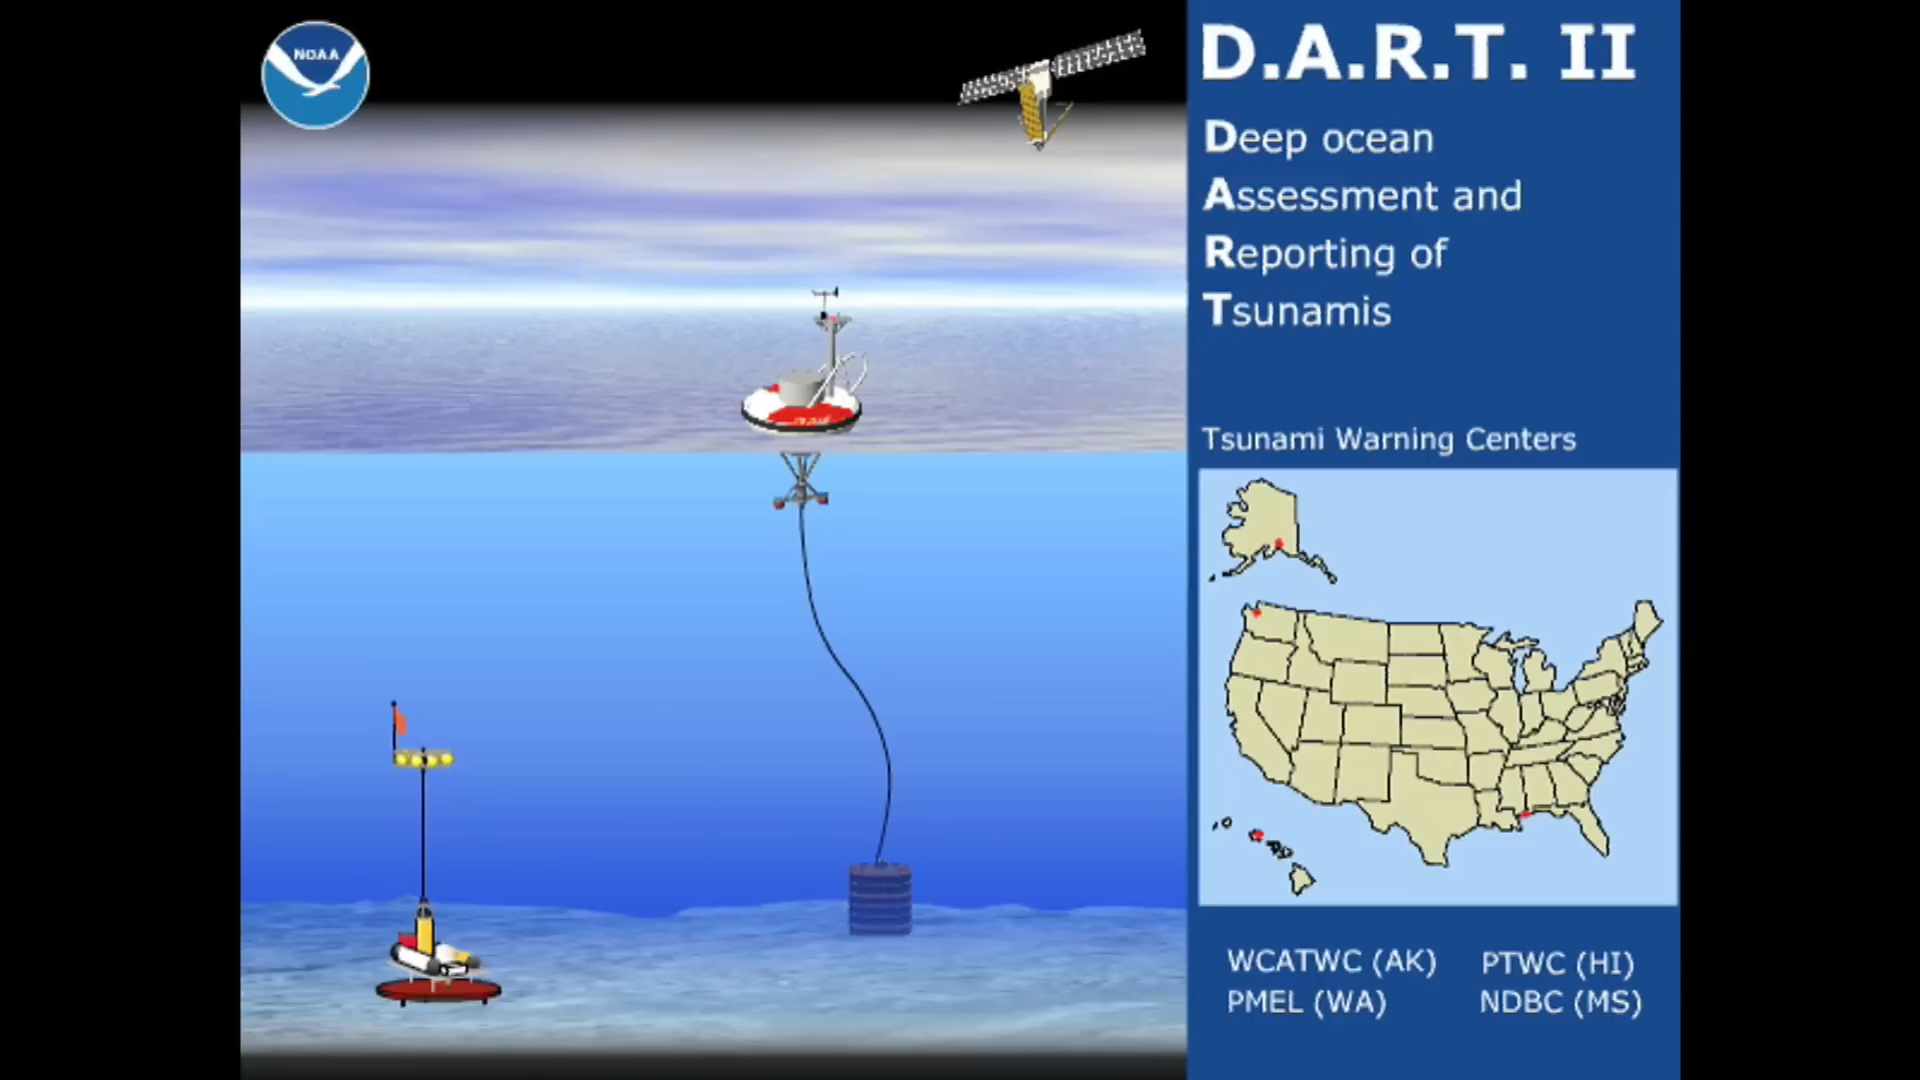 NOAA
D.A.R.T. II
Deep ocean
Assessment and
Reporting of
Tsunamis
Tsunami Warning Centers
WCATWC (AK) PTWC (HI)
PMEL (WA) NDBC (MS)